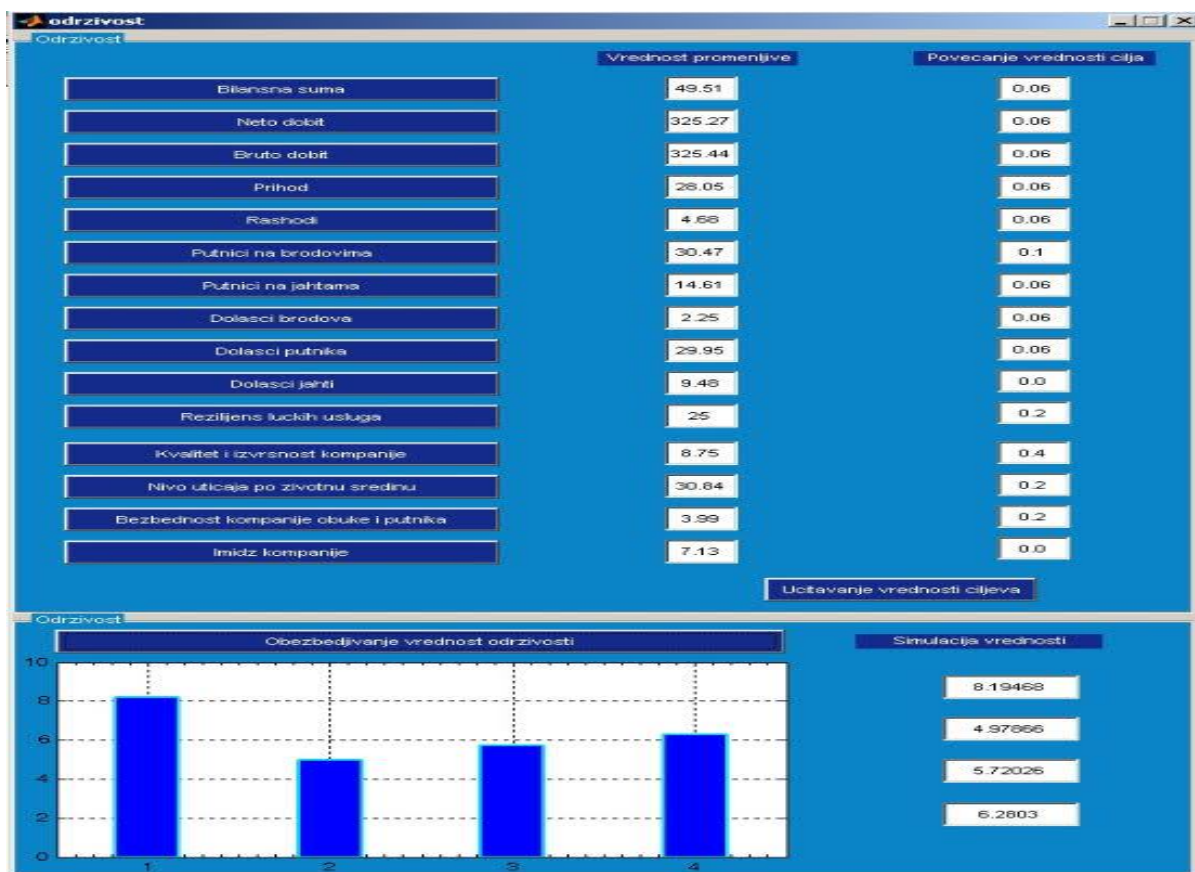 odrzivost
Odrzivost
Vrednost promenljive Povecanje vrednosti cilja
Bilansna suma 49.51 0.06
Neto dobit 325.27 0.06
Bruto dobit 325.44 0.06
Prihod 28.05 0.06
Rashodi 4.68 0.06
Putnici na brodovima 30.47 0.1
Putnici na jahtama 14.61 0.06
Dolasci brodova 2.25 0.06
Dolasci putnika 29.95 0.06
Dolasci jahti 9.48 0.0
Rezilijens luckih usluga 25 0.2
Kvalitet i izvrsnost kompanije 8.75 0.4
Nivo uticaja po zivotnu sredinu 30.84 0.2
Bezbednost kompanije obuke i putnika 3.99 0.2
Imidz kompanije 7.13 0.0
Ucitavanje vrednosti ciljeva
Odrzivost
Obezbedjivanje vrednost odrzivosti Simulacija vrednosti
10
8
6
4
2
0
1 2 3 4
8.19468
4.97866
5.72026
6.2803